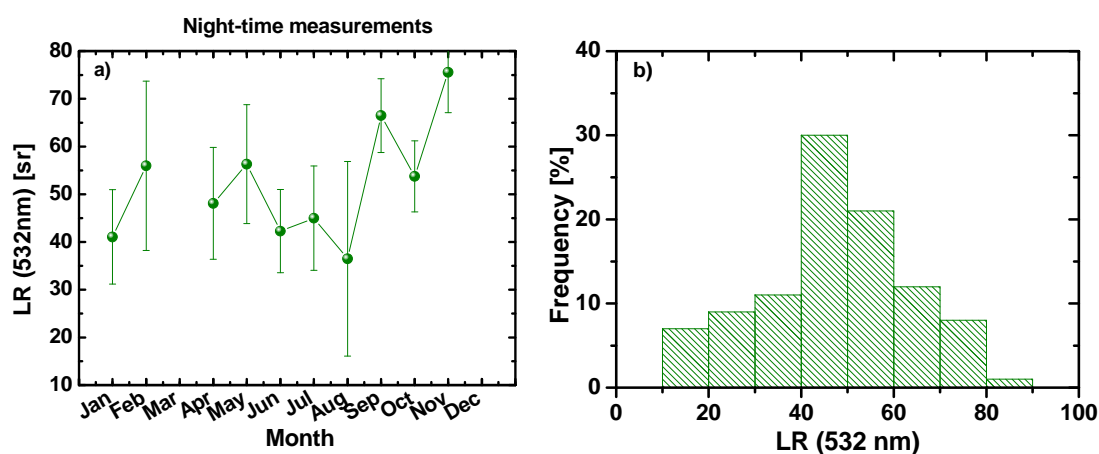 Night-time measurements
a)
LR (532nm) [sr]
80
70
60
50
40
30
20
10
Jan Feb Mar Apr May Jun Jul Aug Sep Oct Nov Dec
Month
b)
Frequency [%]
40
30
20
10
0
0 20 40 60 80 100
LR (532 nm)